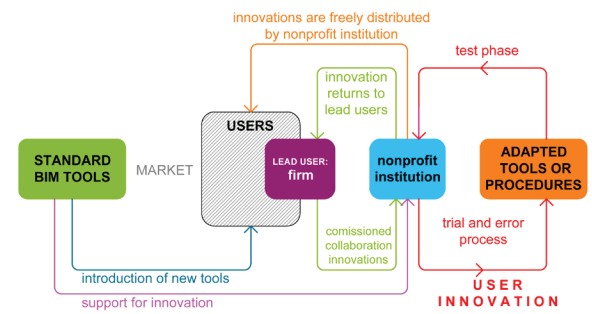 innovations are freely distributed
by nonprofit institution
test phase
innovation
returns to
lead users
USERS
STANDARD
BIM TOOLS
MARKET
LEAD USER:
firm
nonprofit
institution
ADAPTED
TOOLS OR
PROCEDURES
trial and error
process
comissioned
collaboration
innovations
introduction of new tools
support for innovation
USER
INNOVATION